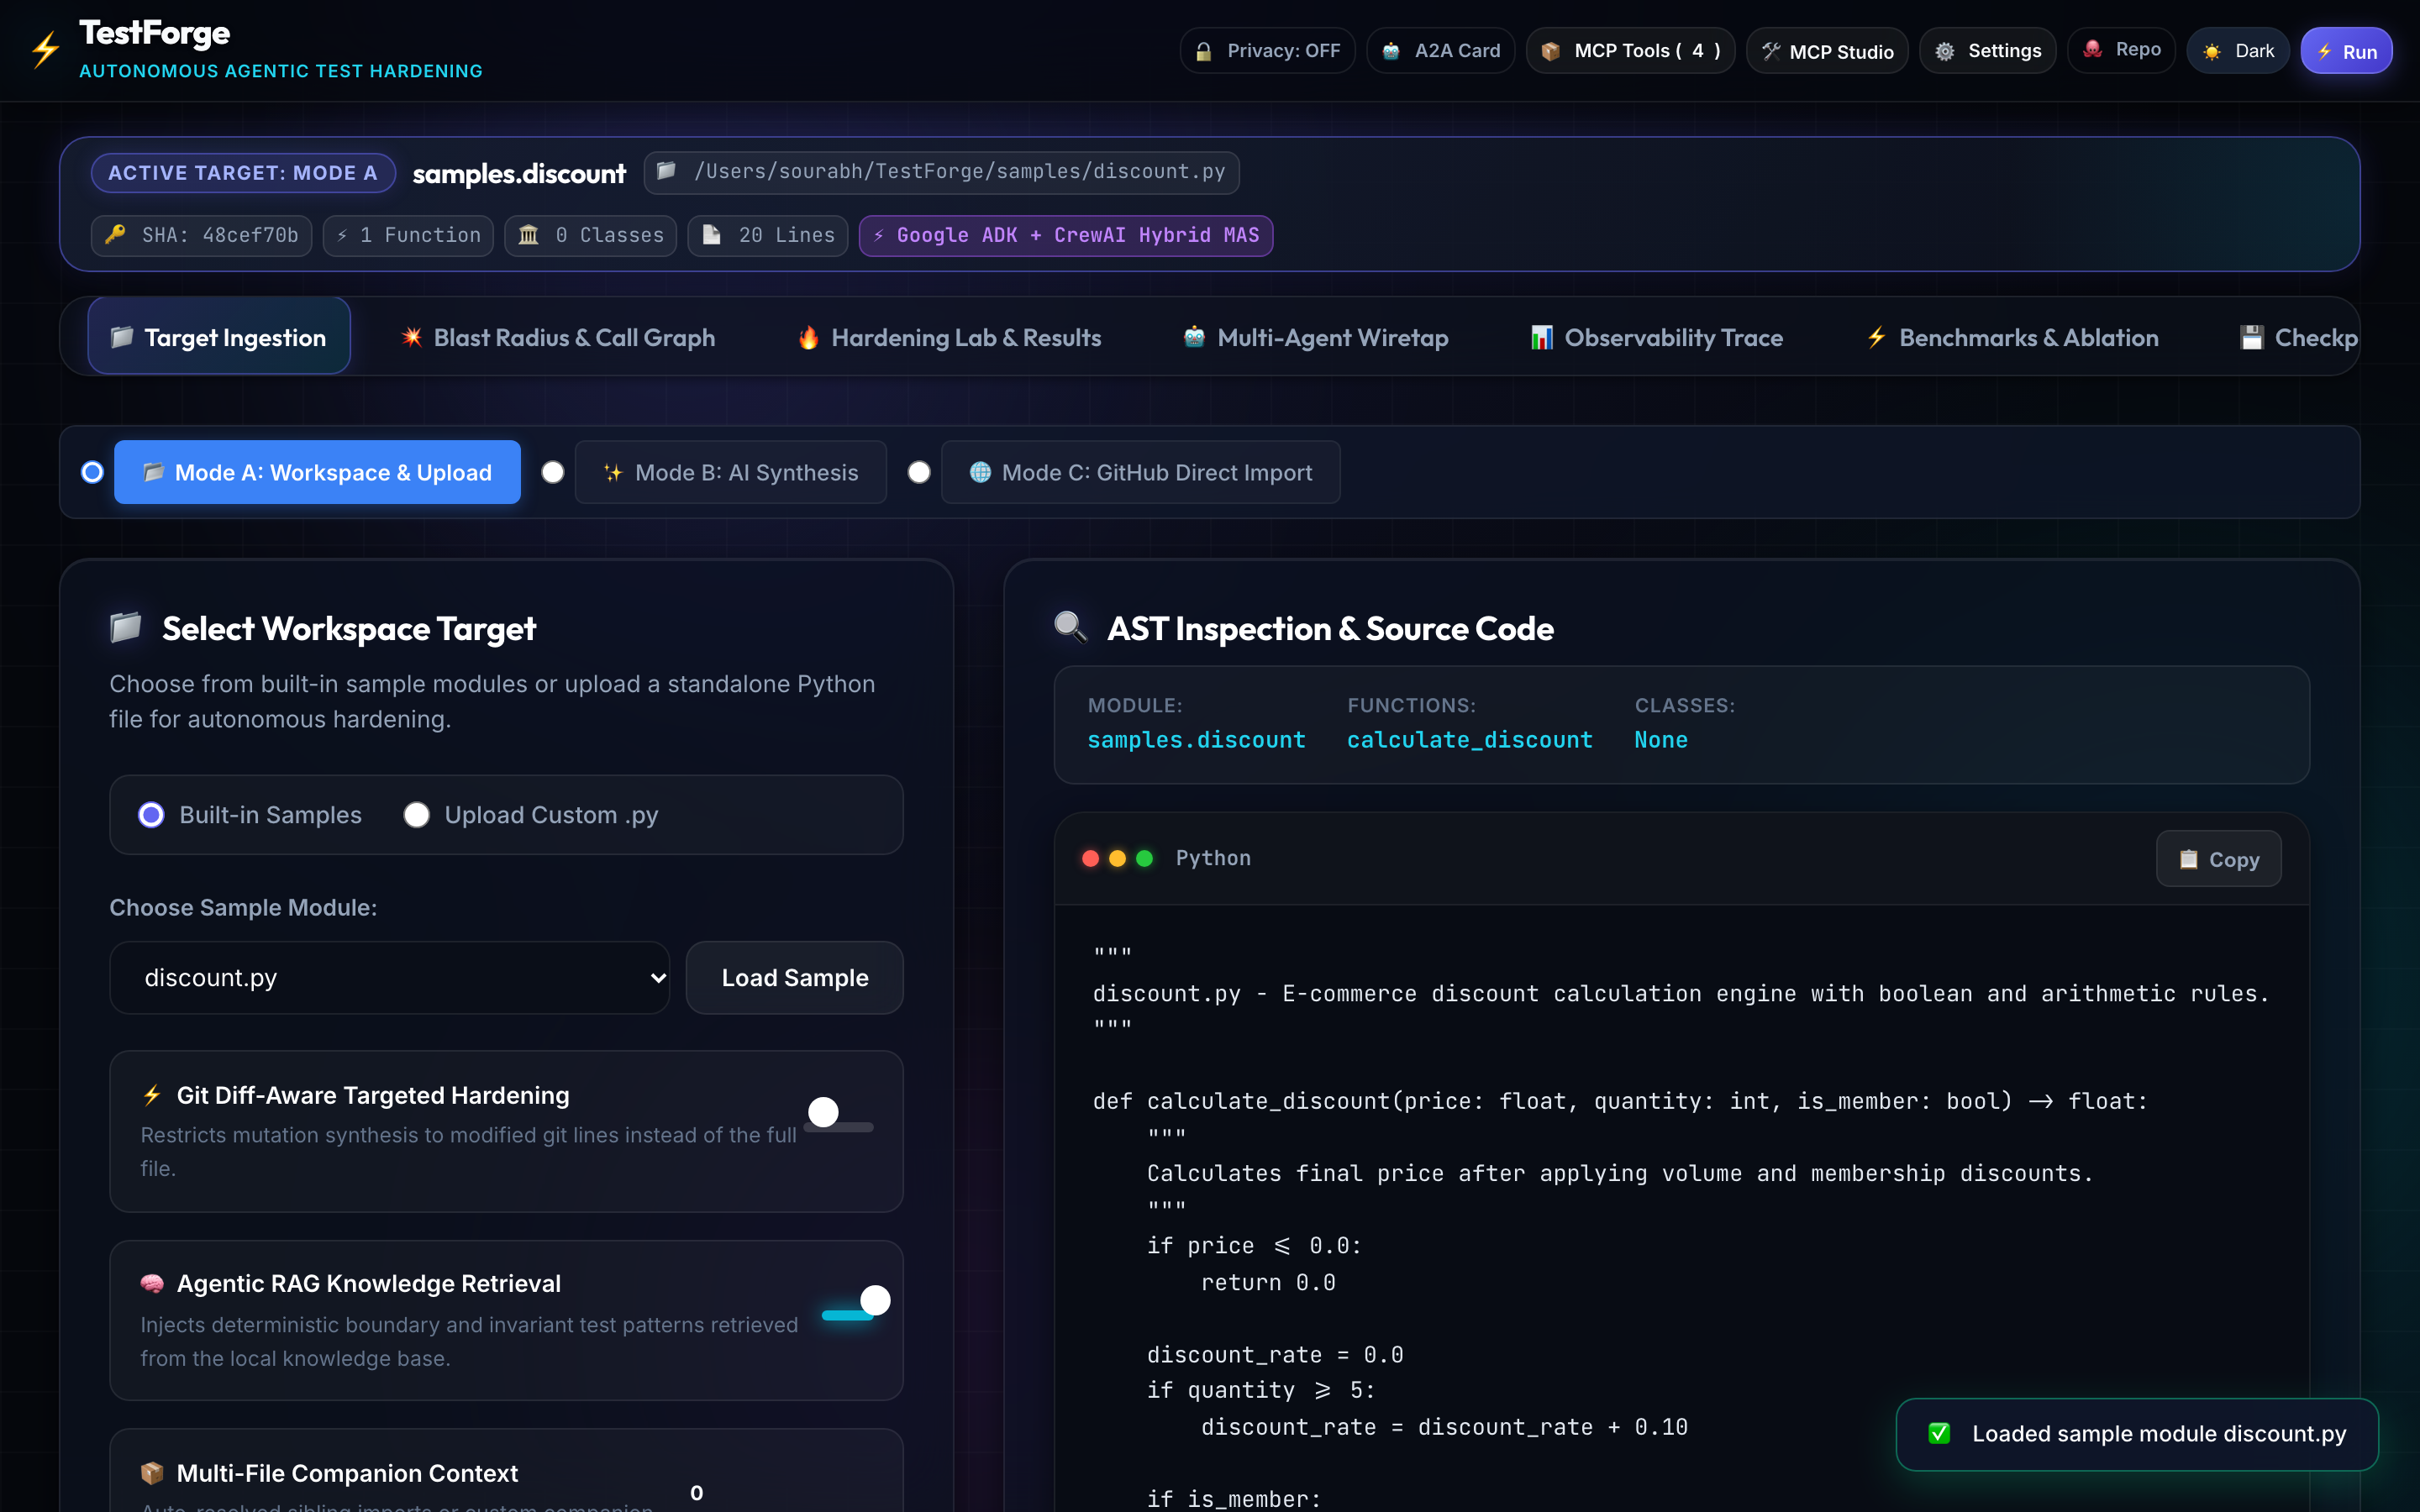 TestForge
AUTONOMOUS AGENTIC TEST HARDENING
Privacy: OFF
A2A Card
MCP Tools ( 4 )
MCP Studio
Settings
Repo
Dark
Run
ACTIVE TARGET: MODE A
samples.discount
/Users/sourabh/TestForge/samples/discount.py
SHA: 48cef70b
1 Function
0 Classes
20 Lines
Google ADK + CrewAI Hybrid MAS
Target Ingestion
Blast Radius & Call Graph
Hardening Lab & Results
Multi-Agent Wiretap
Observability Trace
Benchmarks & Ablation
Checkp
Mode A: Workspace & Upload
Mode B: AI Synthesis
Mode C: GitHub Direct Import
Select Workspace Target
Choose from built-in sample modules or upload a standalone Python
file for autonomous hardening.
Built-in Samples
Upload Custom .py
Choose Sample Module:
discount.py
Load Sample
Git Diff-Aware Targeted Hardening
Restricts mutation synthesis to modified git lines instead of the full
file.
Agentic RAG Knowledge Retrieval
Injects deterministic boundary and invariant test patterns retrieved
from the local knowledge base.
Multi-File Companion Context
Auto-resolved sibling imports or custom companion
0
AST Inspection & Source Code
MODULE:
samples.discount
FUNCTIONS:
calculate_discount
CLASSES:
None
Python
Copy
"""
discount.py - E-commerce discount calculation engine with boolean and arithmetic rules.
"""
def calculate_discount(price: float, quantity: int, is_member: bool) -> float:
"""
Calculates final price after applying volume and membership discounts.
"""
if price <= 0.0:
return 0.0
discount_rate = 0.0
if quantity >= 5:
discount_rate = discount_rate + 0.10
if is_member:
Loaded sample module discount.py